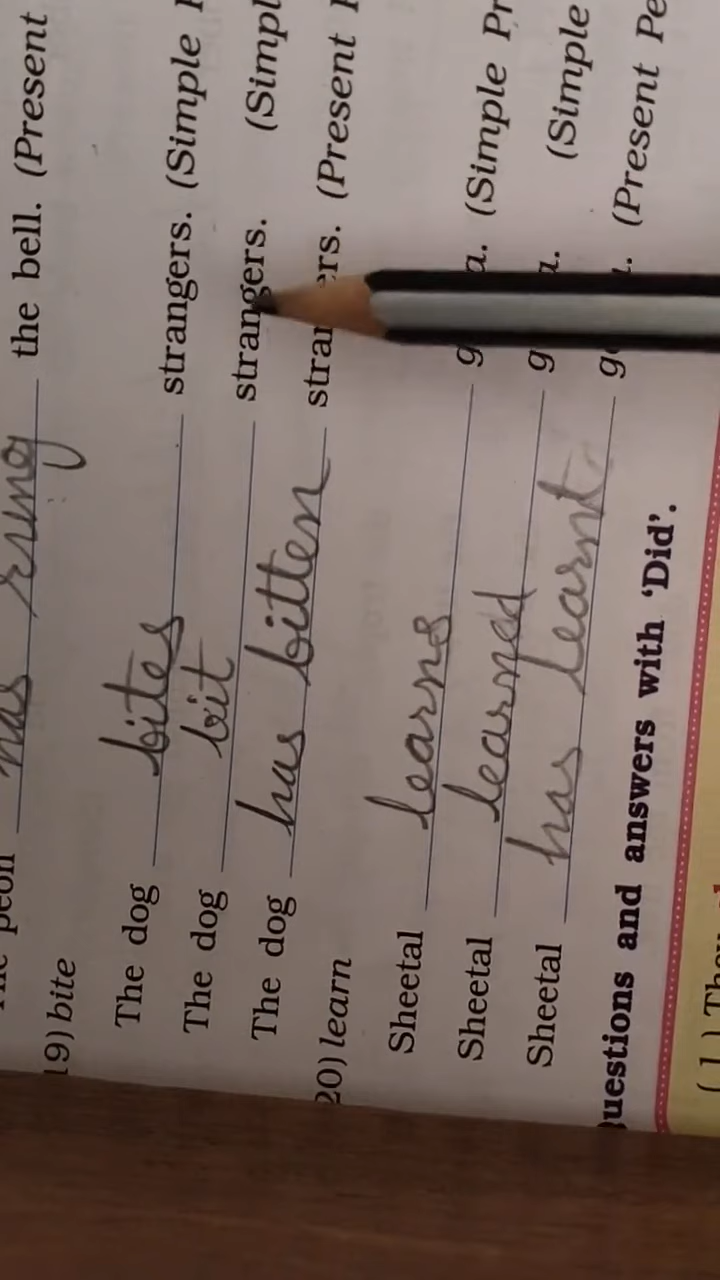 has rung the bell. (Present
19) bite
The dog bites strangers. (Simple
The dog bit strangers. (Simpl
The dog has bitten (Present
20) learn
Sheetal learns (Simple Pr
Sheetal learned (Simple
Sheetal has learnt (Present Pe
uestions and answers with 'Did'.